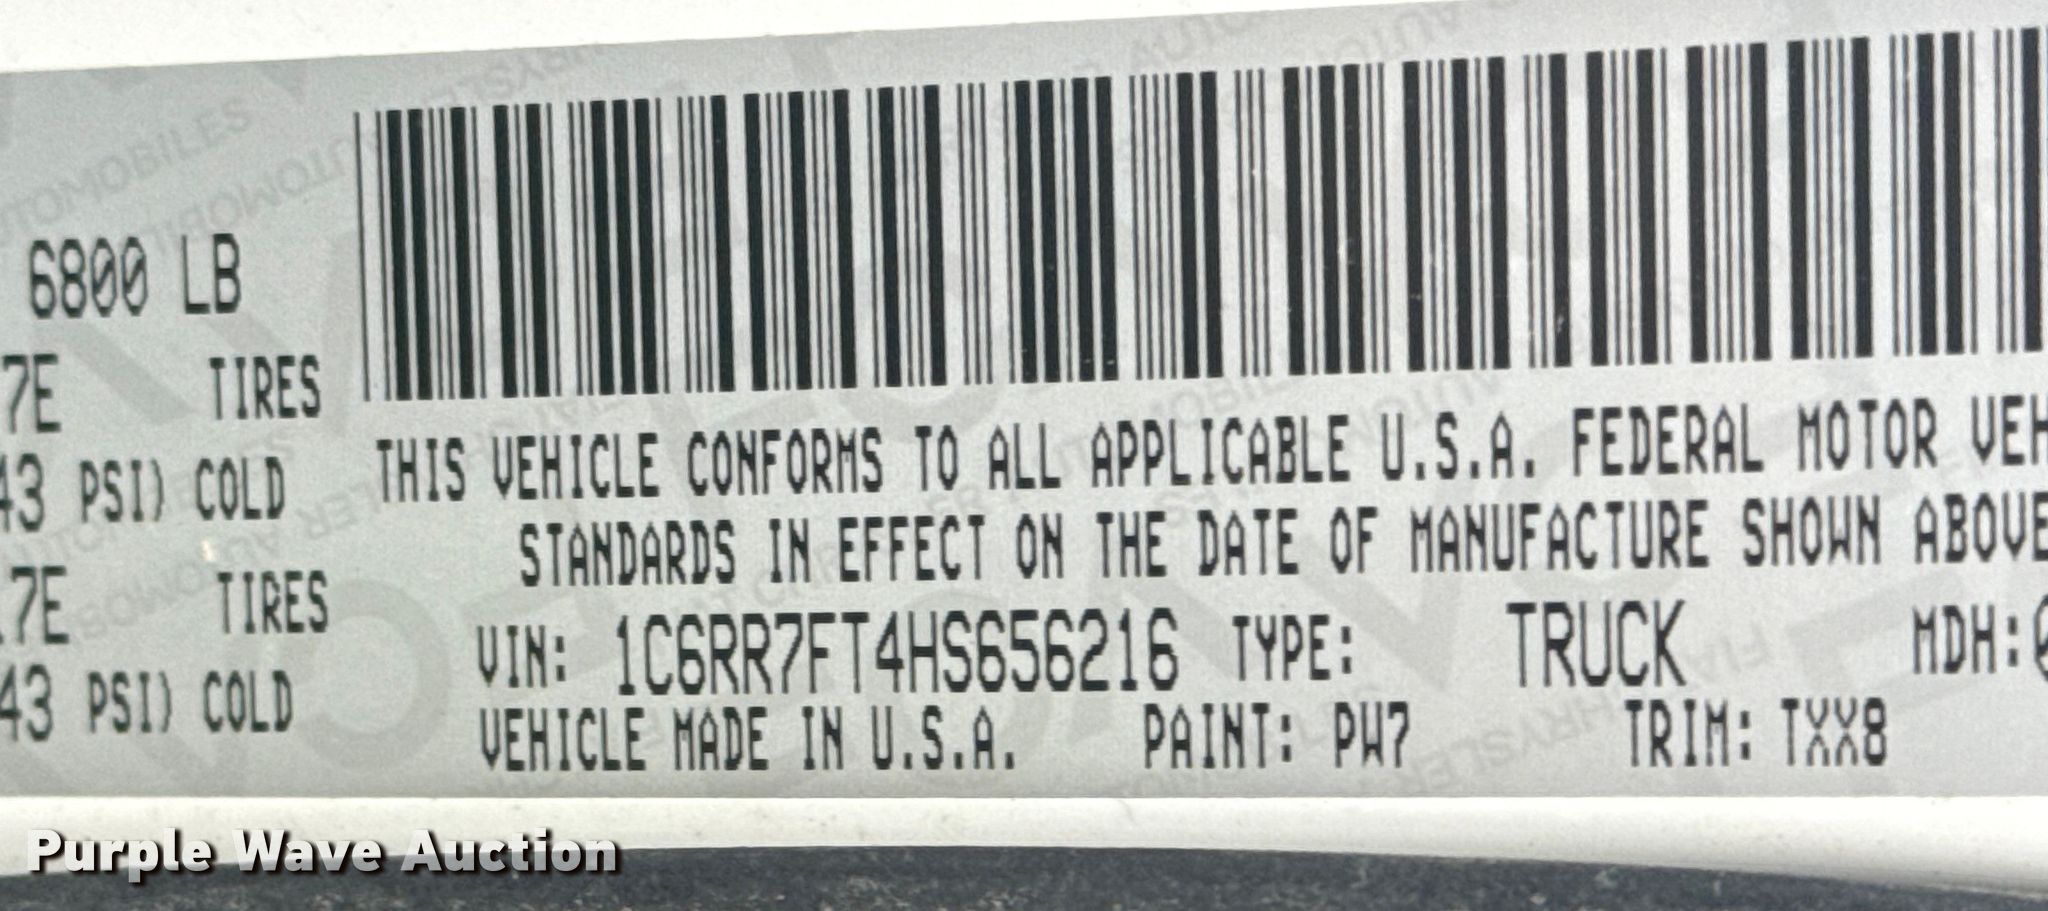 6800 LB
7E TIRES
43 PSI) COLD
7E TIRES
43 PSI) COLD
THIS VEHICLE CONFORMS TO ALL APPLICABLE U.S.A. FEDERAL MOTOR VEH
STANDARDS IN EFFECT ON THE DATE OF MANUFACTURE SHOWN ABOVE
VIN: 1C6RR7FT4HS656216 TYPE: TRUCK MDH:0
VEHICLE MADE IN U.S.A. PAINT: PW7 TRIM: TXX8
Purple Wave Auction